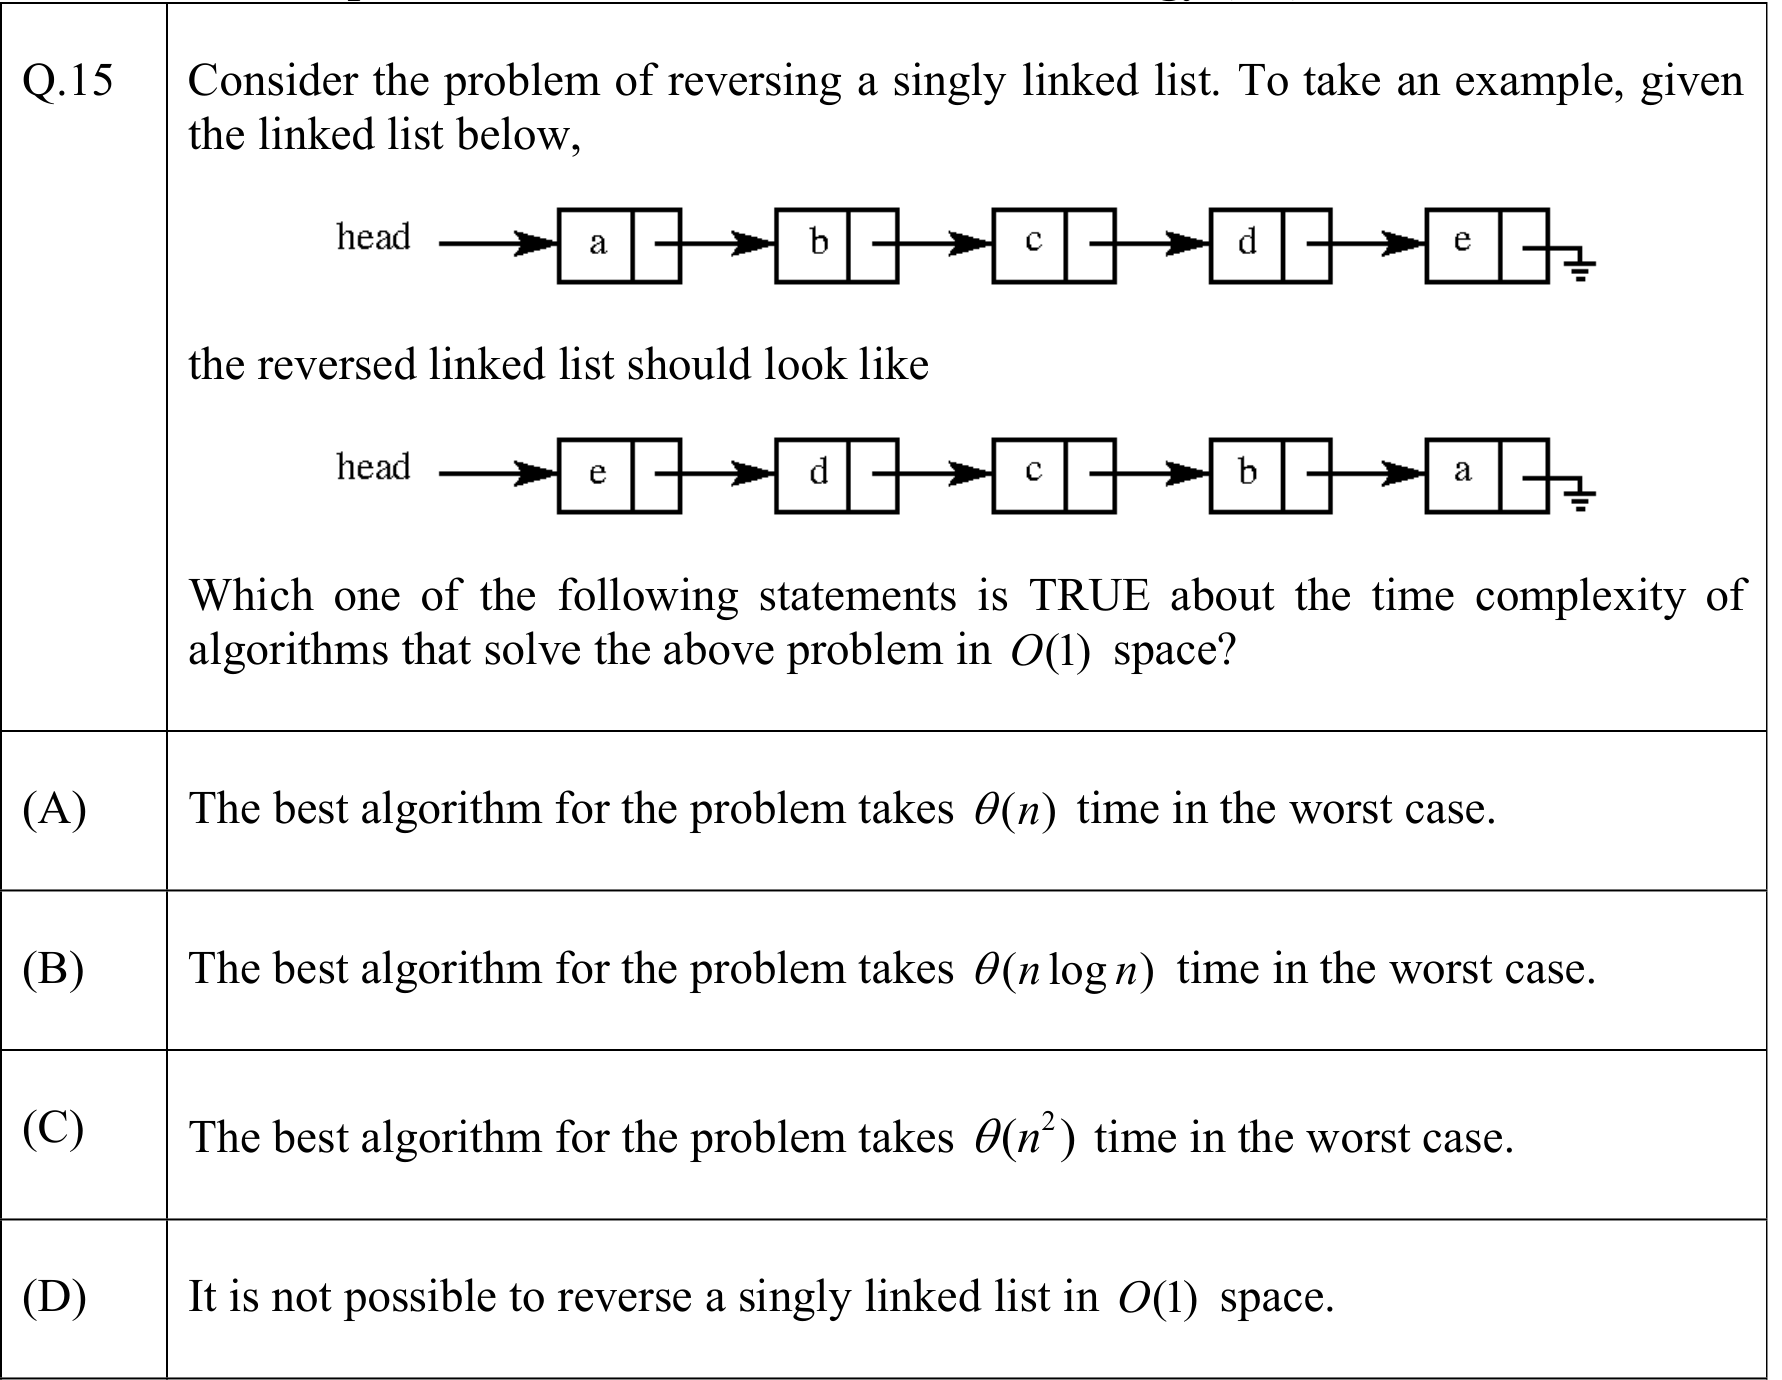 Q.15
Consider the problem of reversing a singly linked list. To take an example, given
the linked list below,
head a b c d e
the reversed linked list should look like
head e d c b a
Which one of the following statements is TRUE about the time complexity of
algorithms that solve the above problem in O(1) space?
(A) The best algorithm for the problem takes θ(n) time in the worst case.
(B) The best algorithm for the problem takes θ(n log n) time in the worst case.
(C) The best algorithm for the problem takes θ(n²) time in the worst case.
(D) It is not possible to reverse a singly linked list in O(1) space.